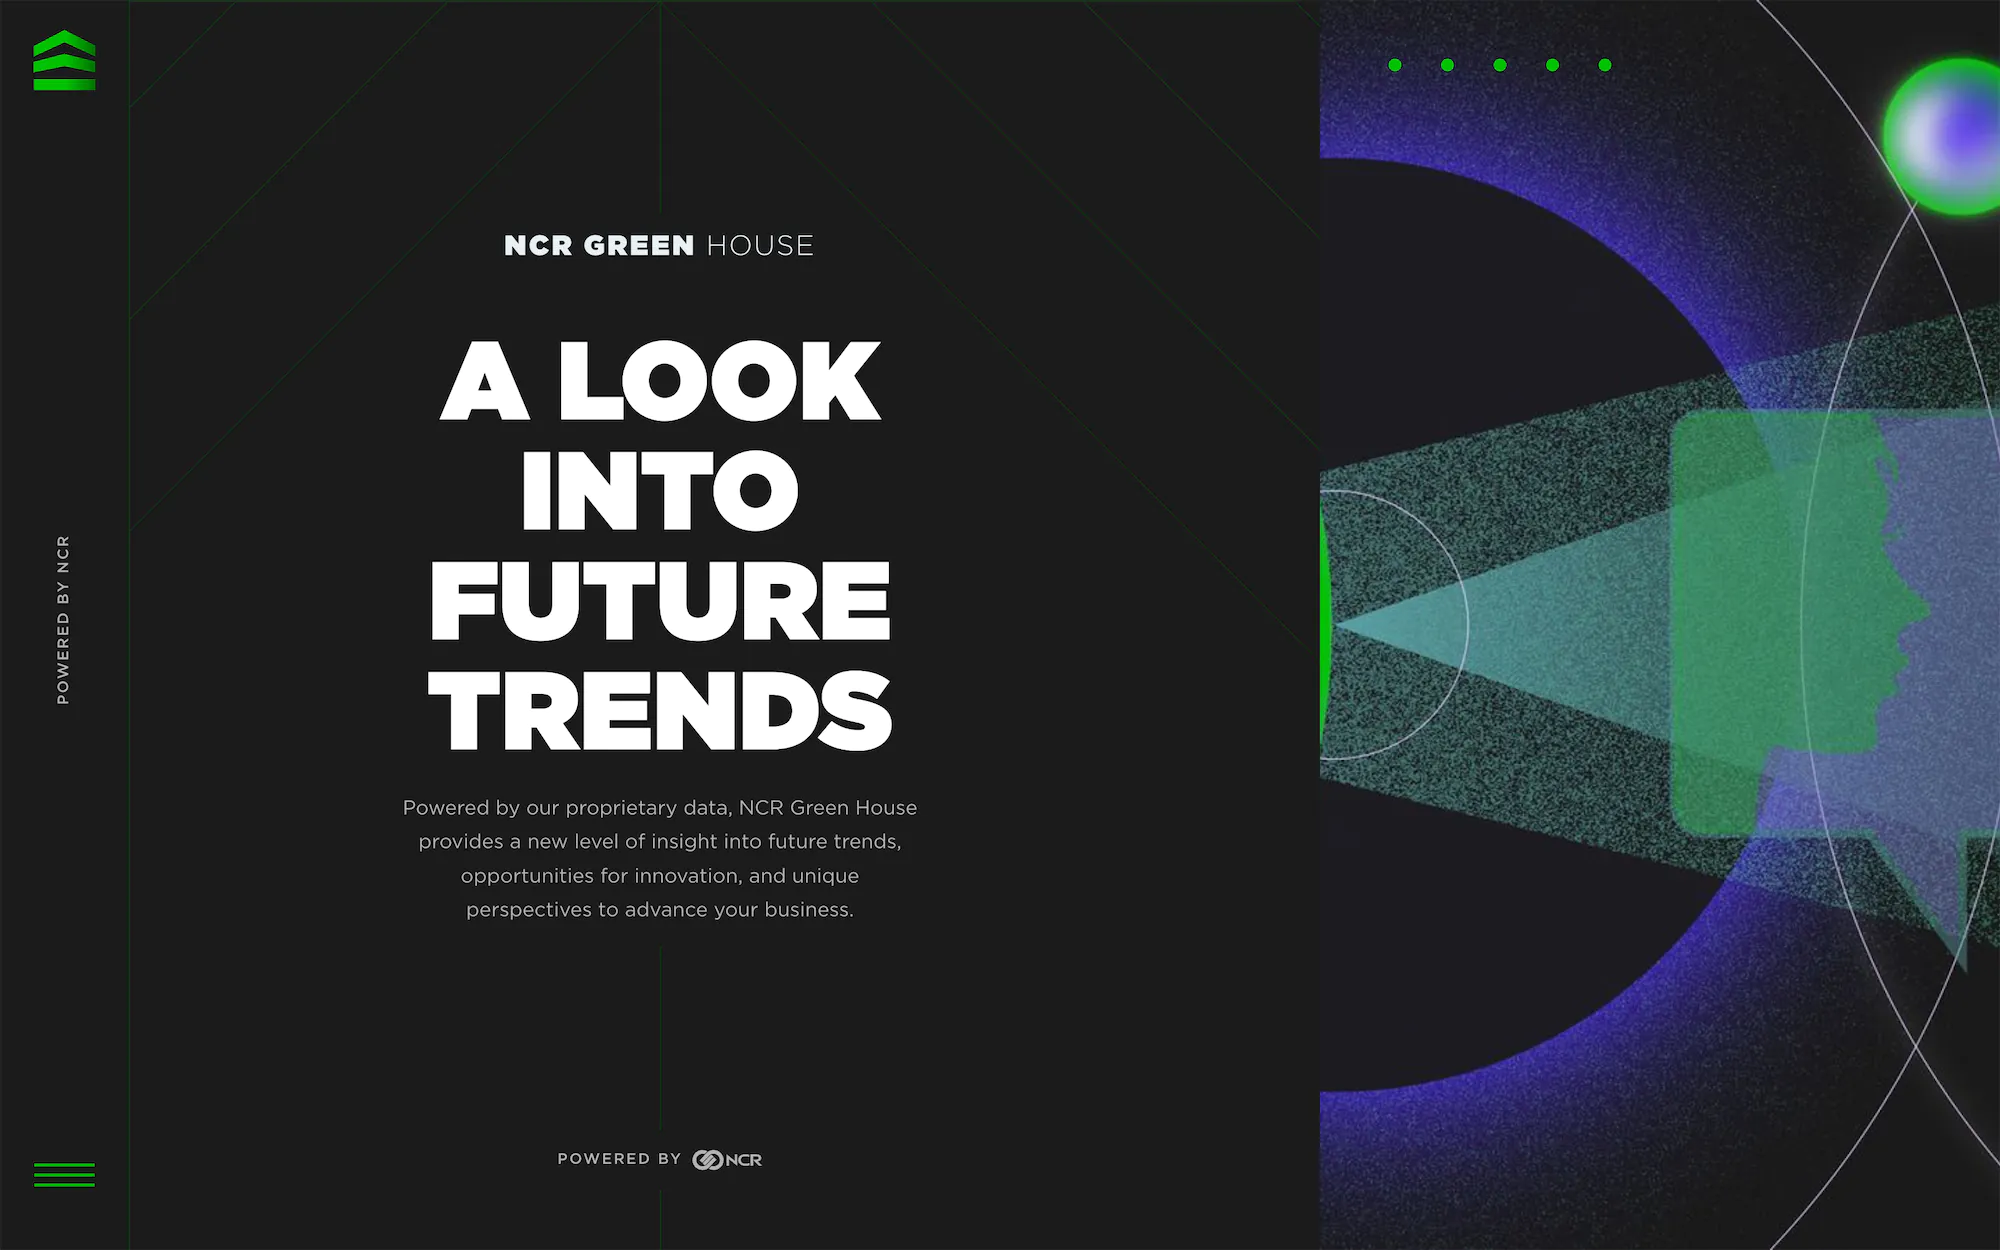 NCR GREEN HOUSE
A LOOK
INTO
FUTURE
TRENDS
Powered by our proprietary data, NCR Green House
provides a new level of insight into future trends,
opportunities for innovation, and unique
perspectives to advance your business.
POWERED BY NCR
POWERED BY NCR